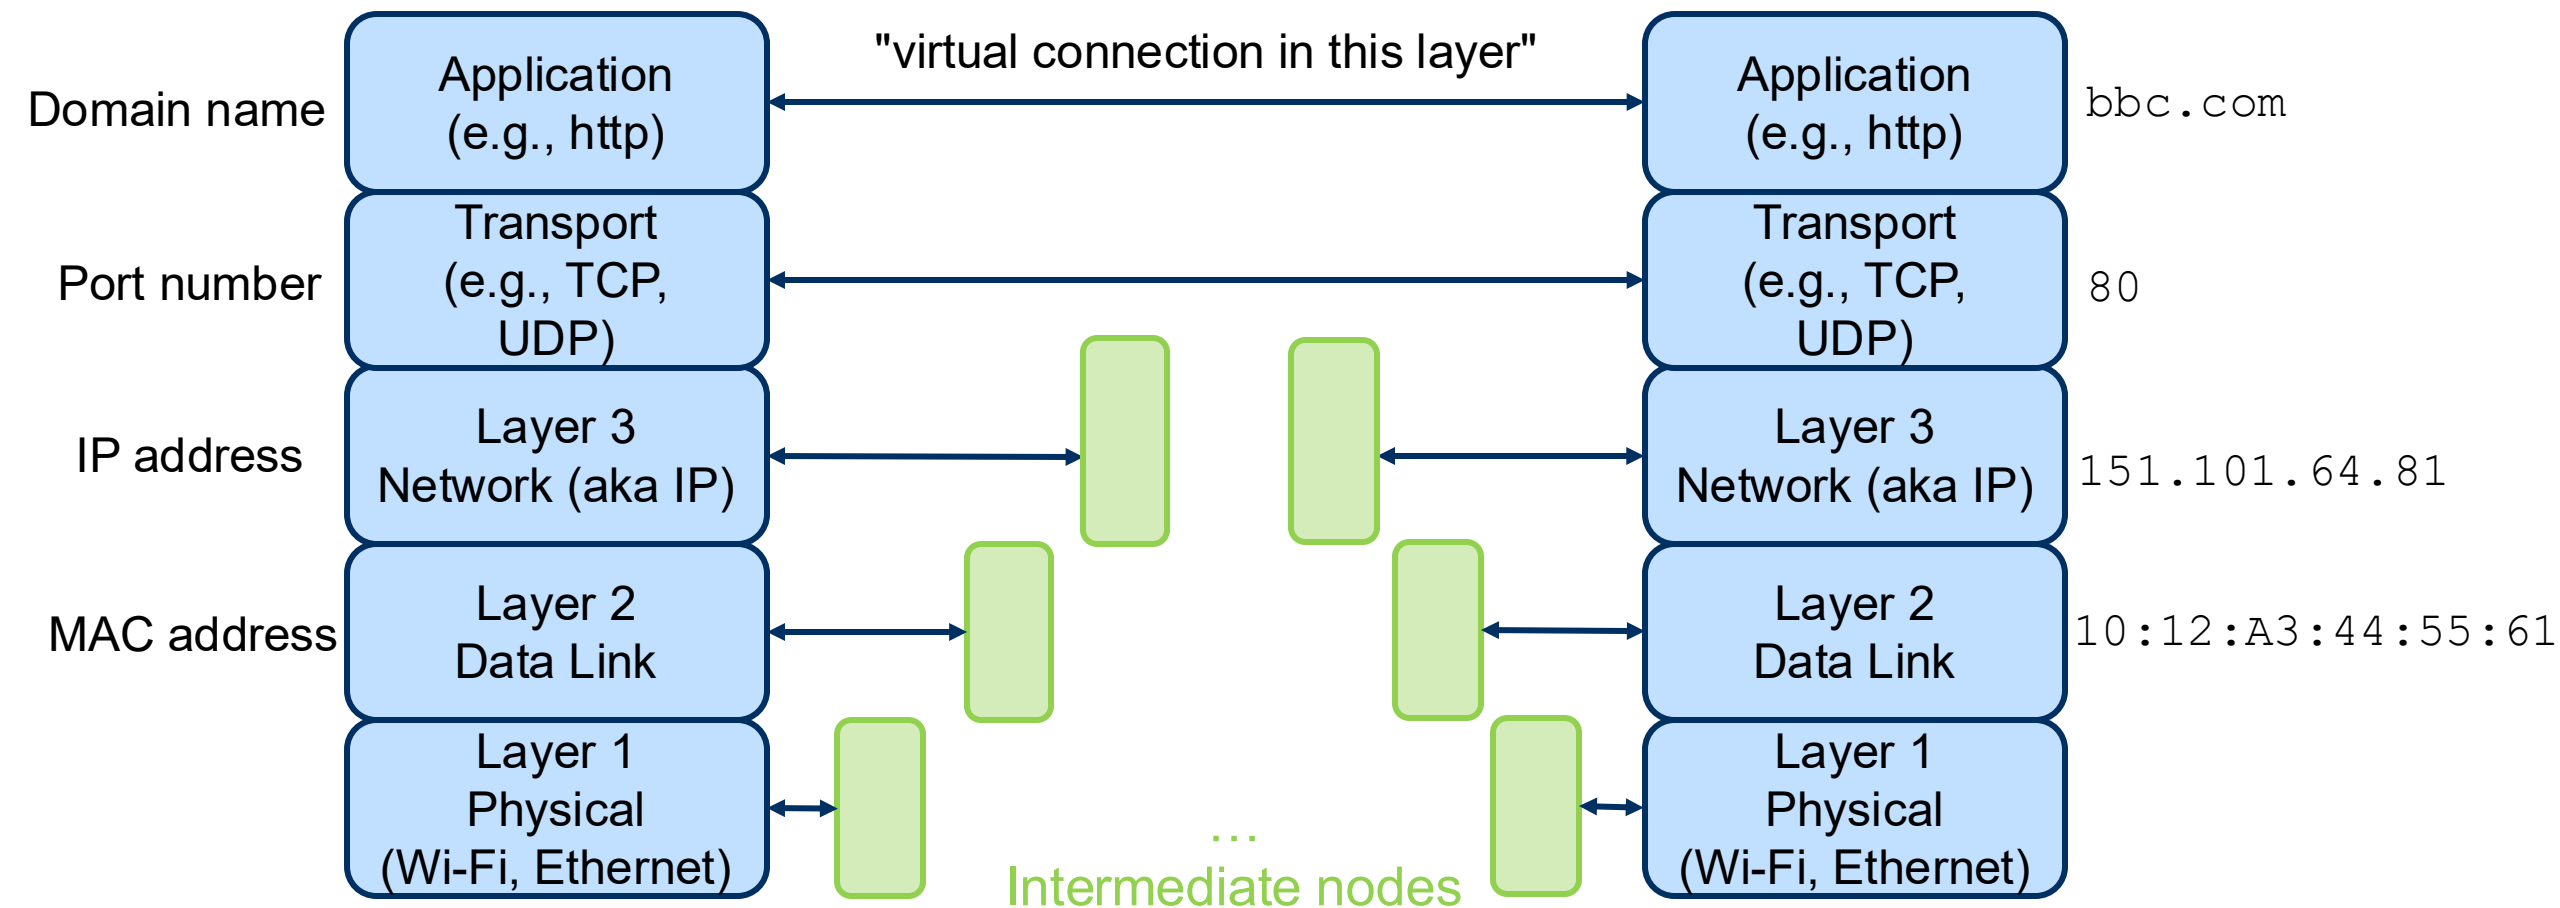 Domain name
Application
(e.g., http)
"virtual connection in this layer"
Application
(e.g., http)
bbc.com
Port number
Transport
(e.g., TCP,
UDP)
Transport
(e.g., TCP,
UDP)
80
IP address
Layer 3
Network (aka IP)
Layer 3
Network (aka IP)
151.101.64.81
MAC address
Layer 2
Data Link
Layer 2
Data Link
10:12:A3:44:55:61
Layer 1
Physical
(Wi-Fi, Ethernet)
...
Intermediate nodes
Layer 1
Physical
(Wi-Fi, Ethernet)